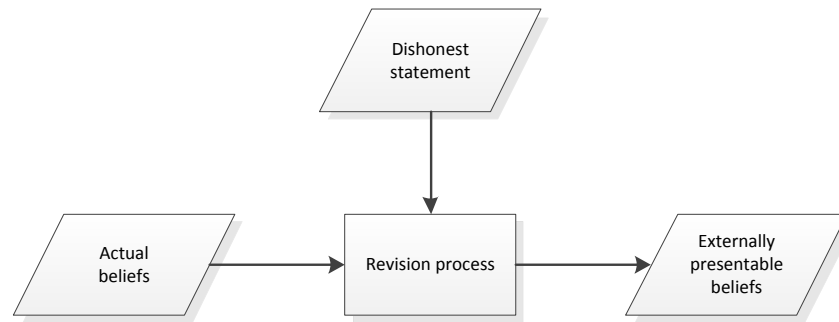 Dishonest
statement
Actual
beliefs
Revision process
Externally
presentable
beliefs